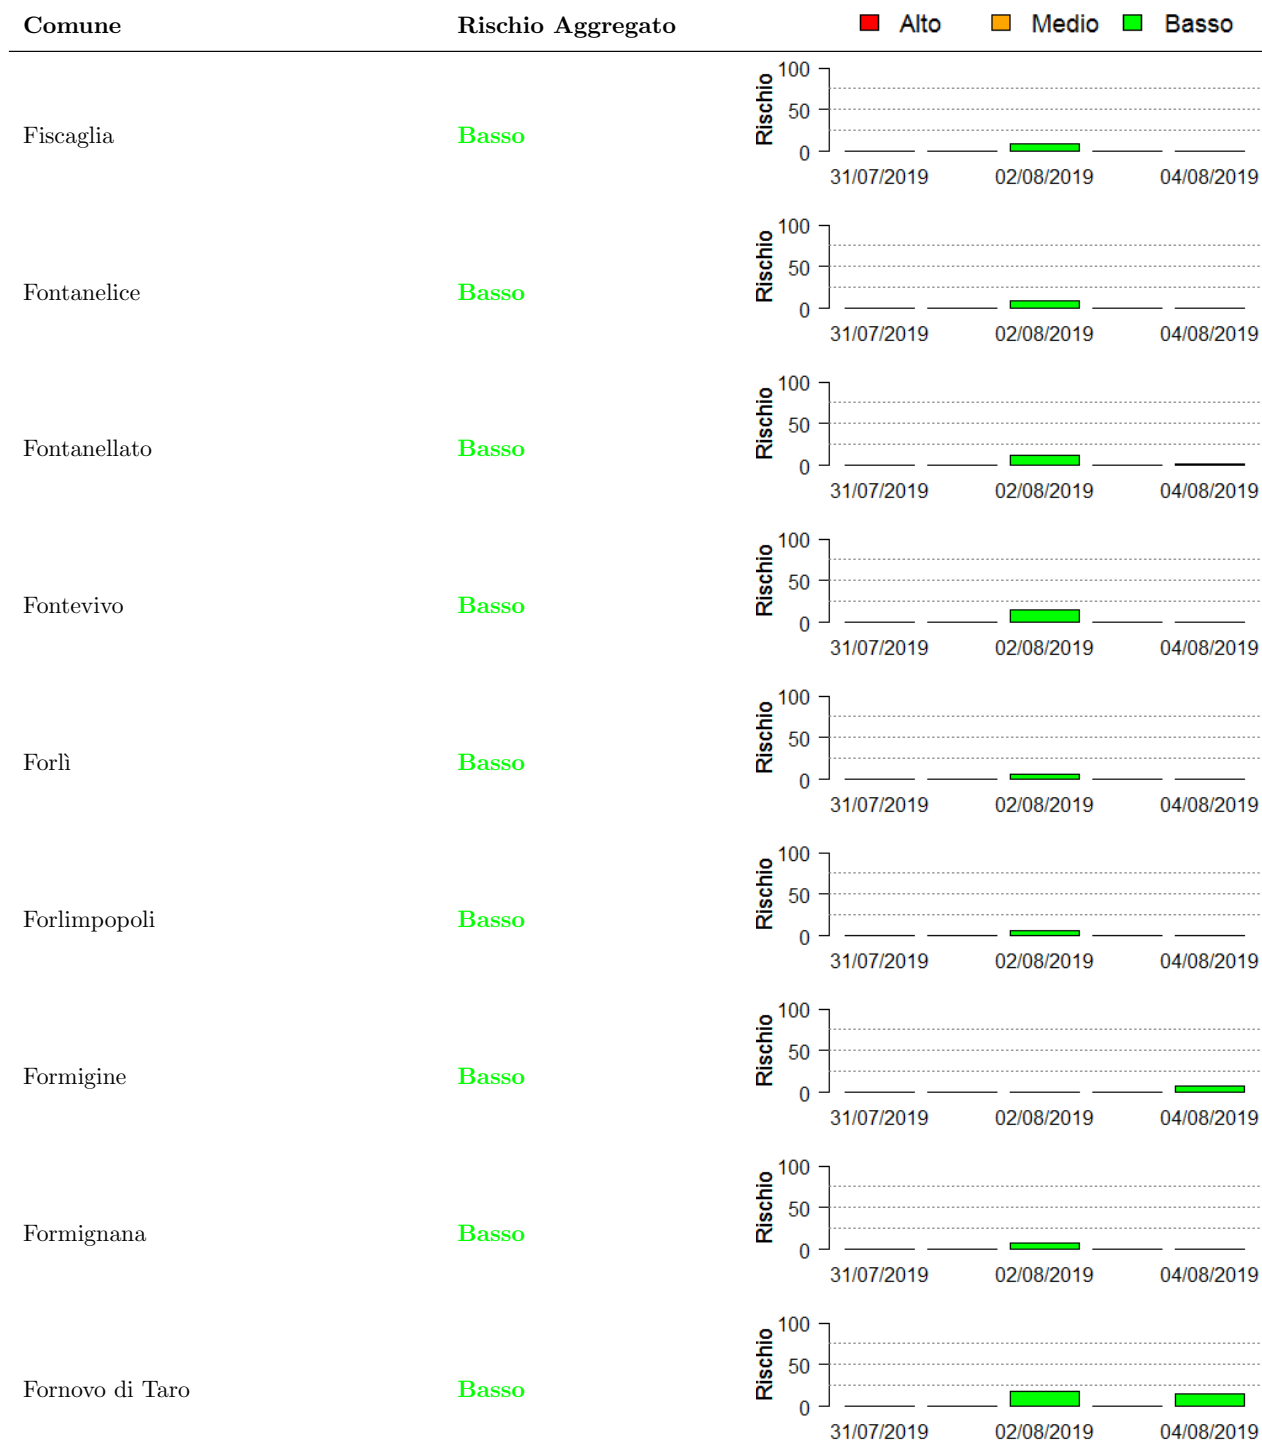 Comune Rischio Aggregato Alto Medio Basso
Fiscaglia Basso Rischio 100 50 0
31/07/2019 02/08/2019 04/08/2019
Fontanelice Basso Rischio 100 50 0
31/07/2019 02/08/2019 04/08/2019
Fontanellato Basso Rischio 100 50 0
31/07/2019 02/08/2019 04/08/2019
Fontevivo Basso Rischio 100 50 0
31/07/2019 02/08/2019 04/08/2019
Forlì Basso Rischio 100 50 0
31/07/2019 02/08/2019 04/08/2019
Forlimpopoli Basso Rischio 100 50 0
31/07/2019 02/08/2019 04/08/2019
Formigine Basso Rischio 100 50 0
31/07/2019 02/08/2019 04/08/2019
Formignana Basso Rischio 100 50 0
31/07/2019 02/08/2019 04/08/2019
Fornovo di Taro Basso Rischio 100 50 0
31/07/2019 02/08/2019 04/08/2019